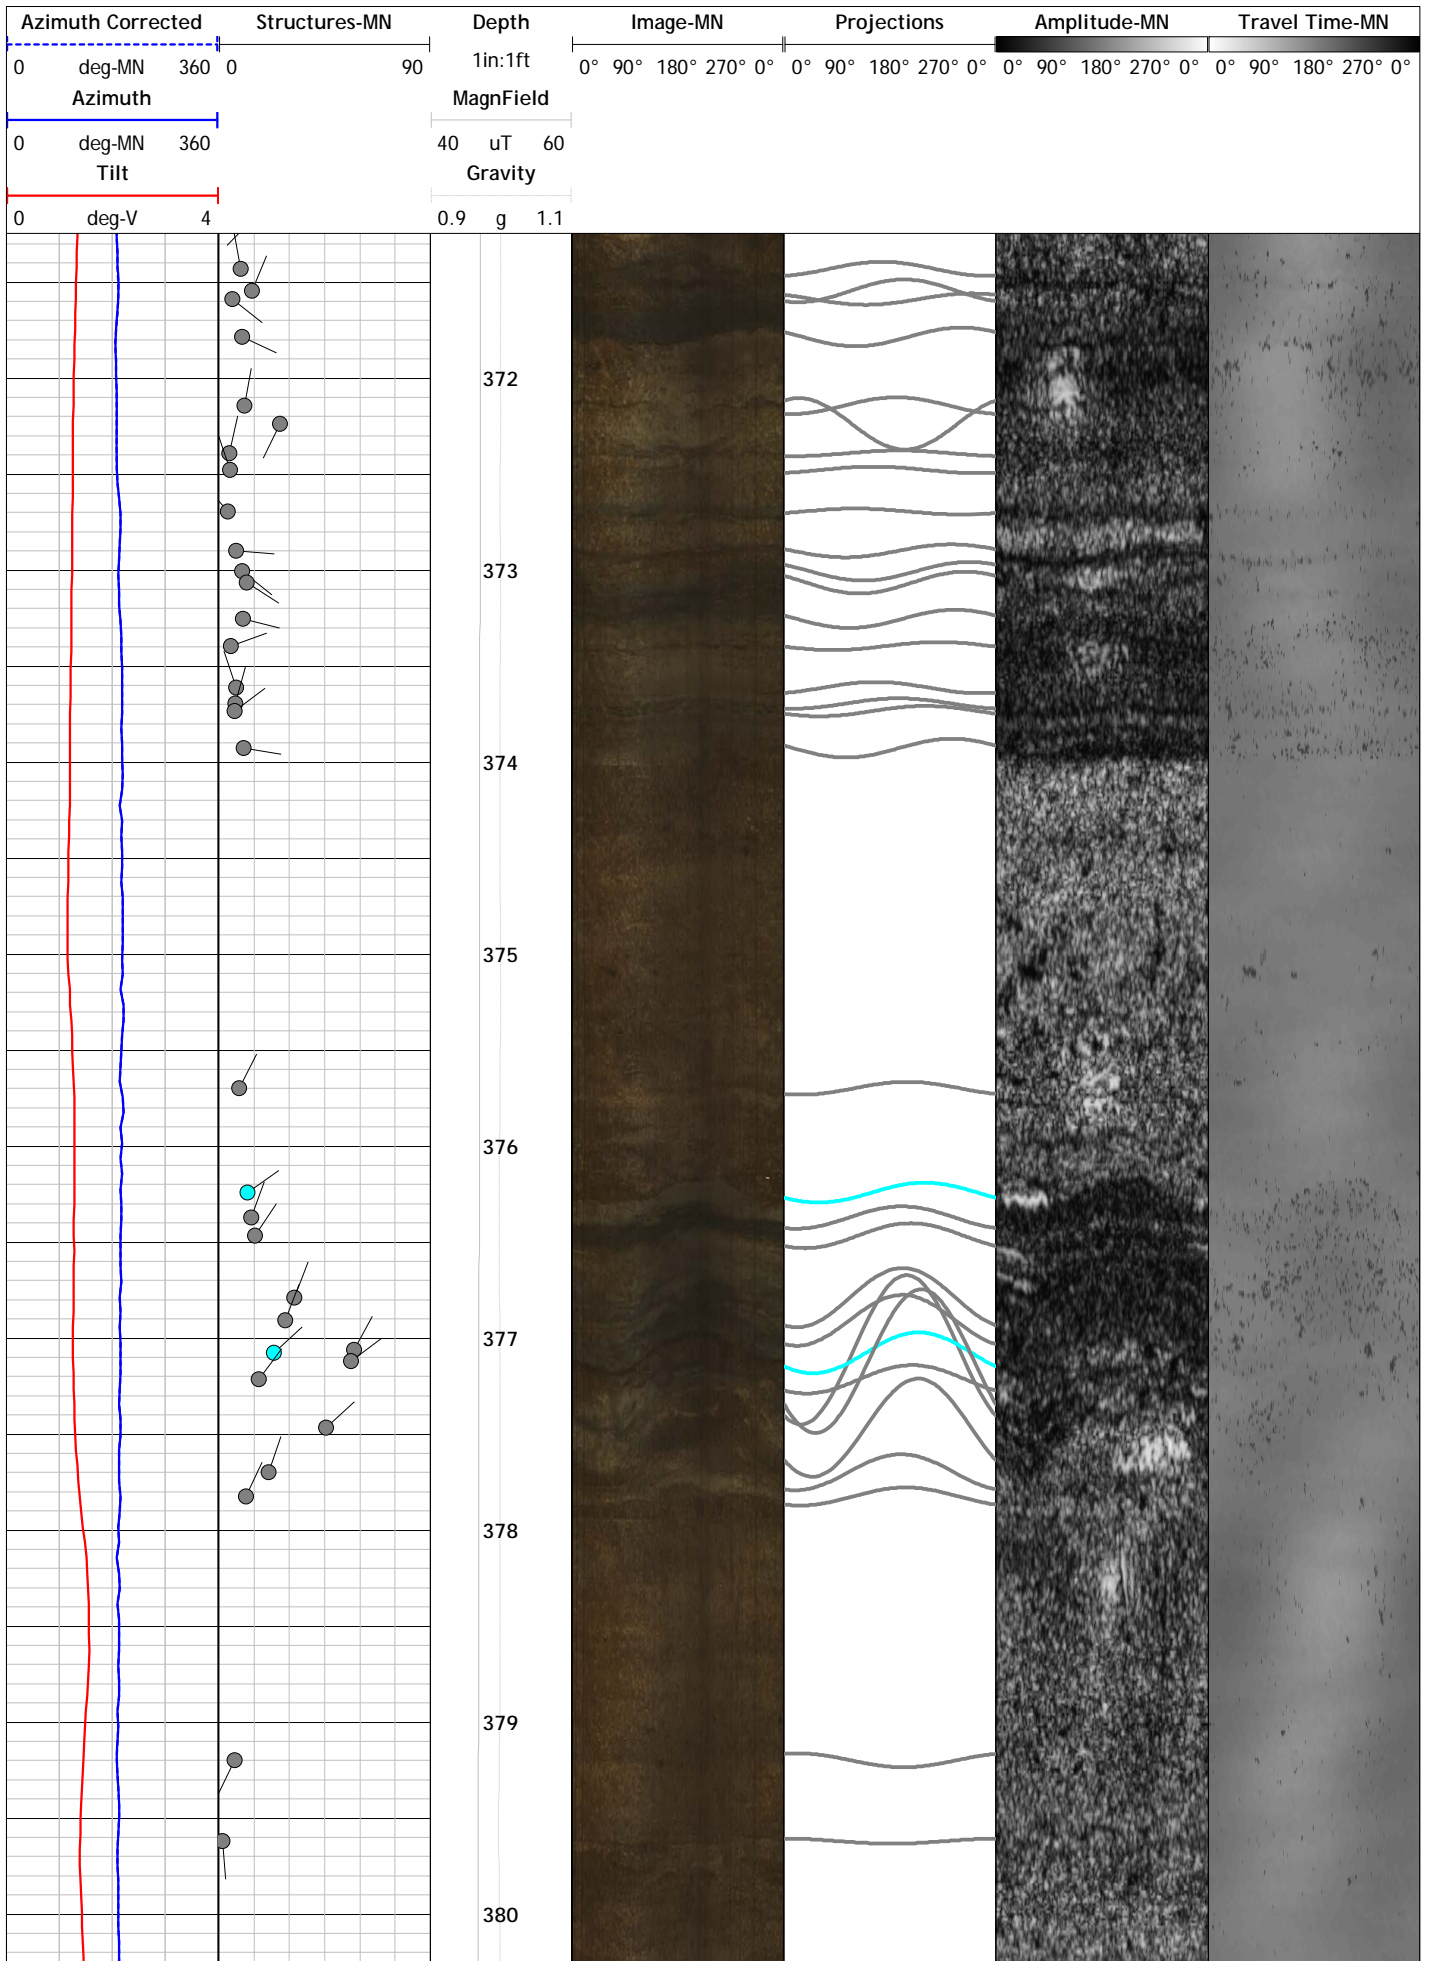 Azimuth Corrected Structures-MN Depth Image-MN Projections Amplitude-MN Travel Time-MN
0 deg-MN 360 0 90 1in:1ft 0° 90° 180° 270° 0° 0° 90° 180° 270° 0° 0° 90° 180° 270° 0° 0° 90° 180° 270° 0°
Azimuth MagnField
0 deg-MN 360 40 uT 60
Tilt Gravity
0 deg-V 4 0.9 g 1.1
372
373
374
375
376
377
378
379
380